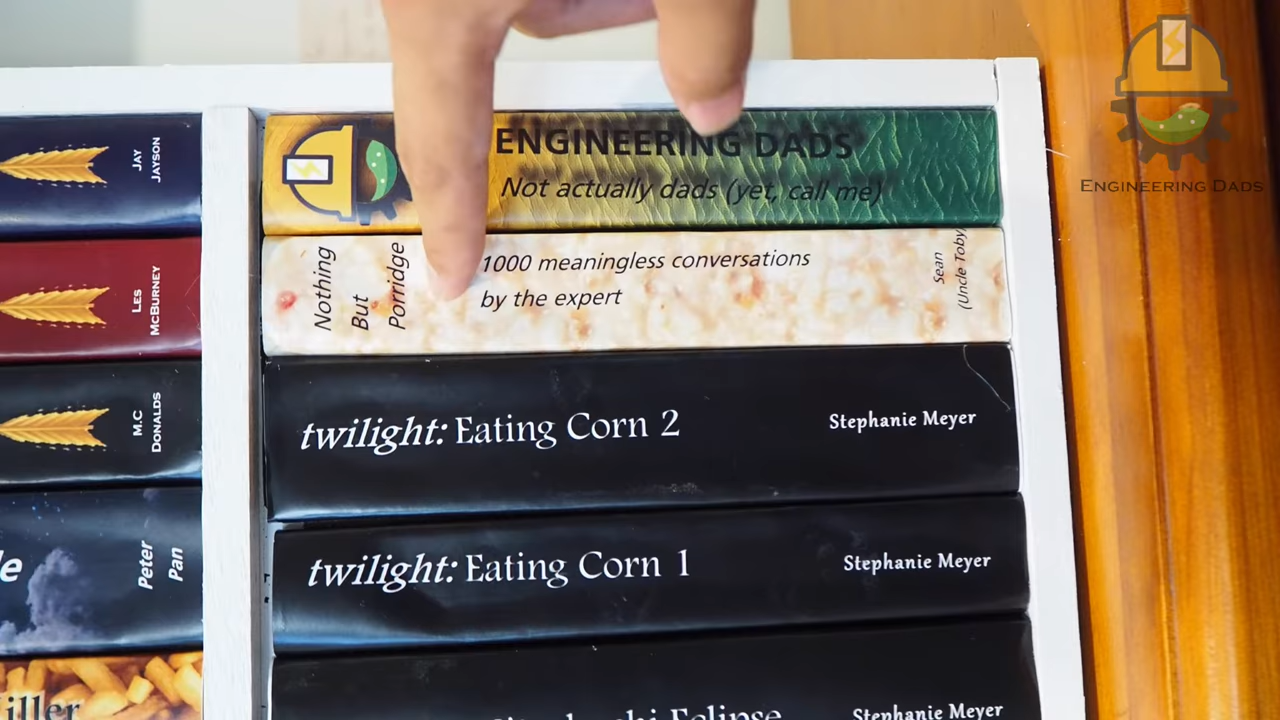 ENGINEERING DADS
JAY
JAYSON
ENGINEERING DADS
Not actually dads (yet, call me)
LES
MCBURNEY
Nothing
But
Porridge
1000 meaningless conversations
by the expert
Sean
(Uncle Toby)
M.C
DONALDS
twilight: Eating Corn 2
Stephanie Meyer
Peter
Pan
twilight: Eating Corn 1
Stephanie Meyer
Eclipse
Stephanie Meyer